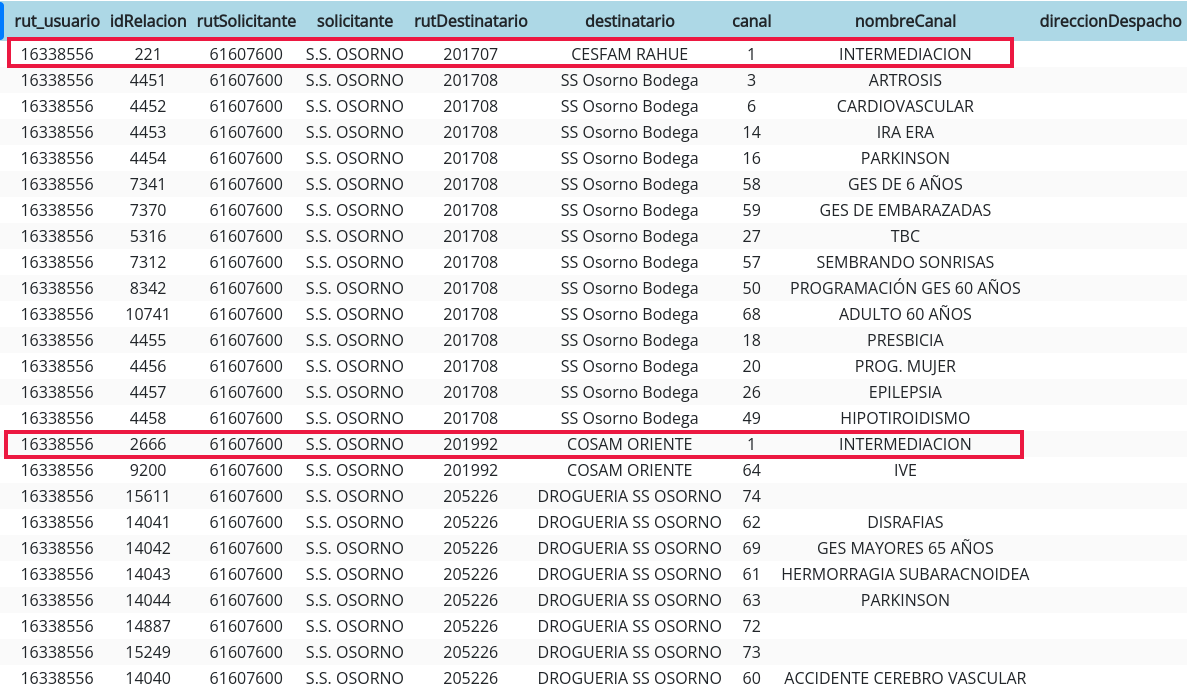 rut_usuario idRelacion rutSolicitante solicitante rutDestinatario destinatario canal nombreCanal direccionDespacho
16338556 221 61607600 S.S. OSORNO 201707 CESFAM RAHUE 1 INTERMEDIACION
16338556 4451 61607600 S.S. OSORNO 201708 SS Osorno Bodega 3 ARTROSIS
16338556 4452 61607600 S.S. OSORNO 201708 SS Osorno Bodega 6 CARDIOVASCULAR
16338556 4453 61607600 S.S. OSORNO 201708 SS Osorno Bodega 14 IRA ERA
16338556 4454 61607600 S.S. OSORNO 201708 SS Osorno Bodega 16 PARKINSON
16338556 7341 61607600 S.S. OSORNO 201708 SS Osorno Bodega 58 GES DE 6 AÑOS
16338556 7370 61607600 S.S. OSORNO 201708 SS Osorno Bodega 59 GES DE EMBARAZADAS
16338556 5316 61607600 S.S. OSORNO 201708 SS Osorno Bodega 27 TBC
16338556 7312 61607600 S.S. OSORNO 201708 SS Osorno Bodega 57 SEMBRANDO SONRISAS
16338556 8342 61607600 S.S. OSORNO 201708 SS Osorno Bodega 50 PROGRAMACIÓN GES 60 AÑOS
16338556 10741 61607600 S.S. OSORNO 201708 SS Osorno Bodega 68 ADULTO 60 AÑOS
16338556 4455 61607600 S.S. OSORNO 201708 SS Osorno Bodega 18 PRESBICIA
16338556 4456 61607600 S.S. OSORNO 201708 SS Osorno Bodega 20 PROG. MUJER
16338556 4457 61607600 S.S. OSORNO 201708 SS Osorno Bodega 26 EPILEPSIA
16338556 4458 61607600 S.S. OSORNO 201708 SS Osorno Bodega 49 HIPOTIROIDISMO
16338556 2666 61607600 S.S. OSORNO 201992 COSAM ORIENTE 1 INTERMEDIACION
16338556 9200 61607600 S.S. OSORNO 201992 COSAM ORIENTE 64 IVE
16338556 15611 61607600 S.S. OSORNO 205226 DROGUERIA SS OSORNO 74
16338556 14041 61607600 S.S. OSORNO 205226 DROGUERIA SS OSORNO 62 DISRAFIAS
16338556 14042 61607600 S.S. OSORNO 205226 DROGUERIA SS OSORNO 69 GES MAYORES 65 AÑOS
16338556 14043 61607600 S.S. OSORNO 205226 DROGUERIA SS OSORNO 61 HERMORRAGIA SUBARACNOIDEA
16338556 14044 61607600 S.S. OSORNO 205226 DROGUERIA SS OSORNO 63 PARKINSON
16338556 14887 61607600 S.S. OSORNO 205226 DROGUERIA SS OSORNO 72
16338556 15249 61607600 S.S. OSORNO 205226 DROGUERIA SS OSORNO 73
16338556 14040 61607600 S.S. OSORNO 205226 DROGUERIA SS OSORNO 60 ACCIDENTE CEREBRO VASCULAR